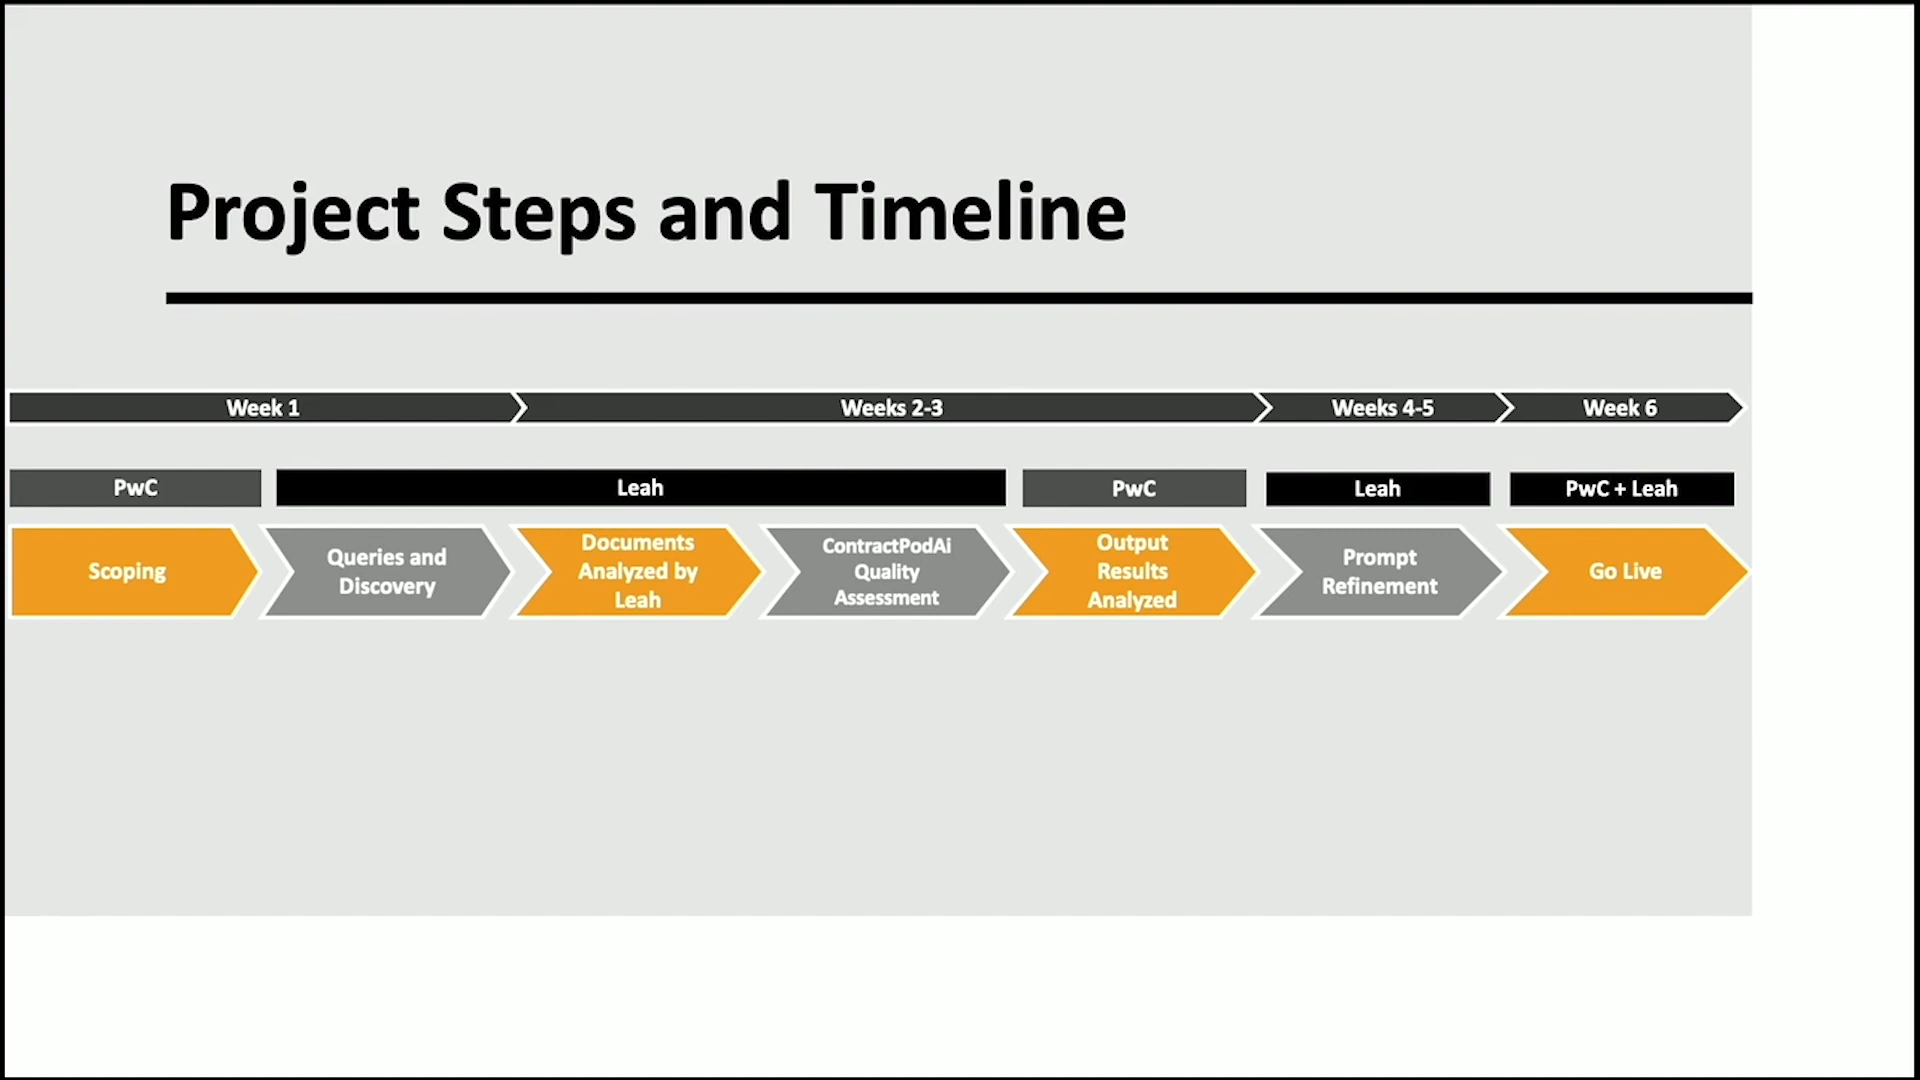 Project Steps and Timeline
Week 1
Weeks 2-3
Weeks 4-5
Week 6
PwC
Leah
PwC
Leah
PwC + Leah
Scoping
Queries and
Discovery
Documents
Analyzed by
Leah
ContractPodAi
Quality
Assessment
Output
Results
Analyzed
Prompt
Refinement
Go Live